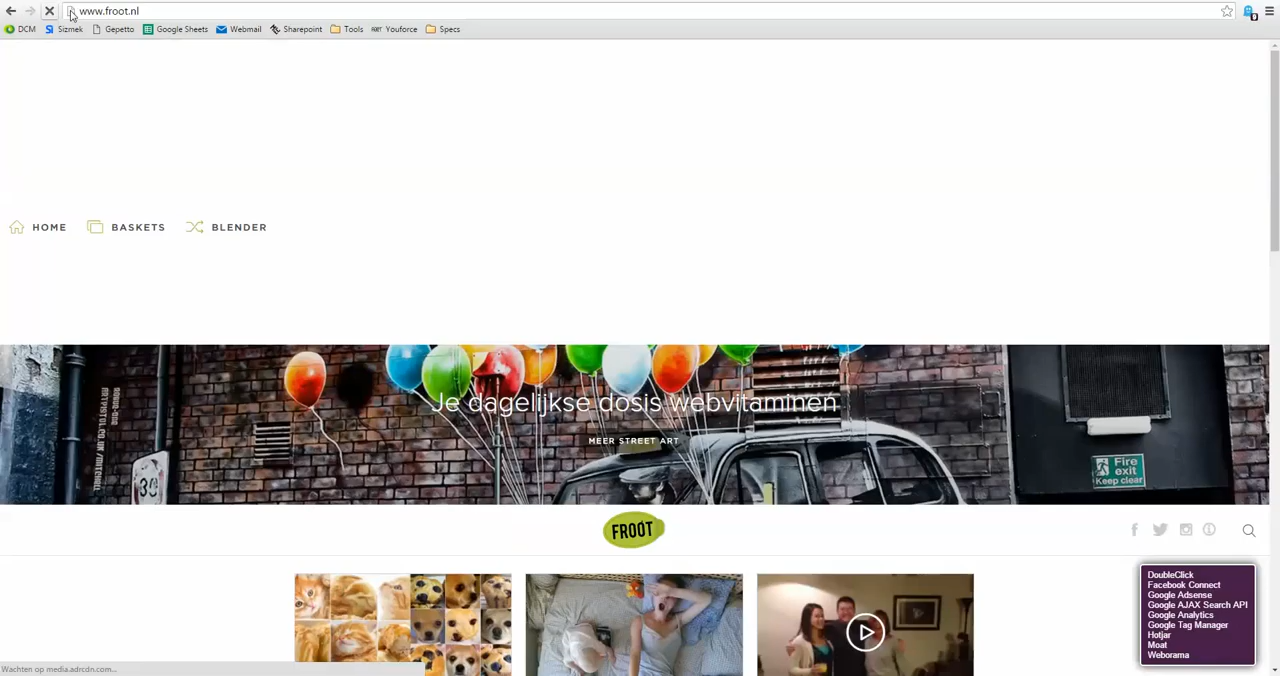 www.froot.nl
DCM Sizmek Gepetto Google Sheets Webmail Sharepoint Tools Youforce Specs
HOME BASKETS BLENDER
Je dagelijkse dosis webvitaminen
MEER STREET ART
30
Fire
exit
Keep clear
FROOT
DoubleClick
Facebook Connect
Google Adsense
Google AJAX Search API
Google Analytics
Google Tag Manager
Hotjar
Moat
Weborama
Wachten op media.adrcdn.com...